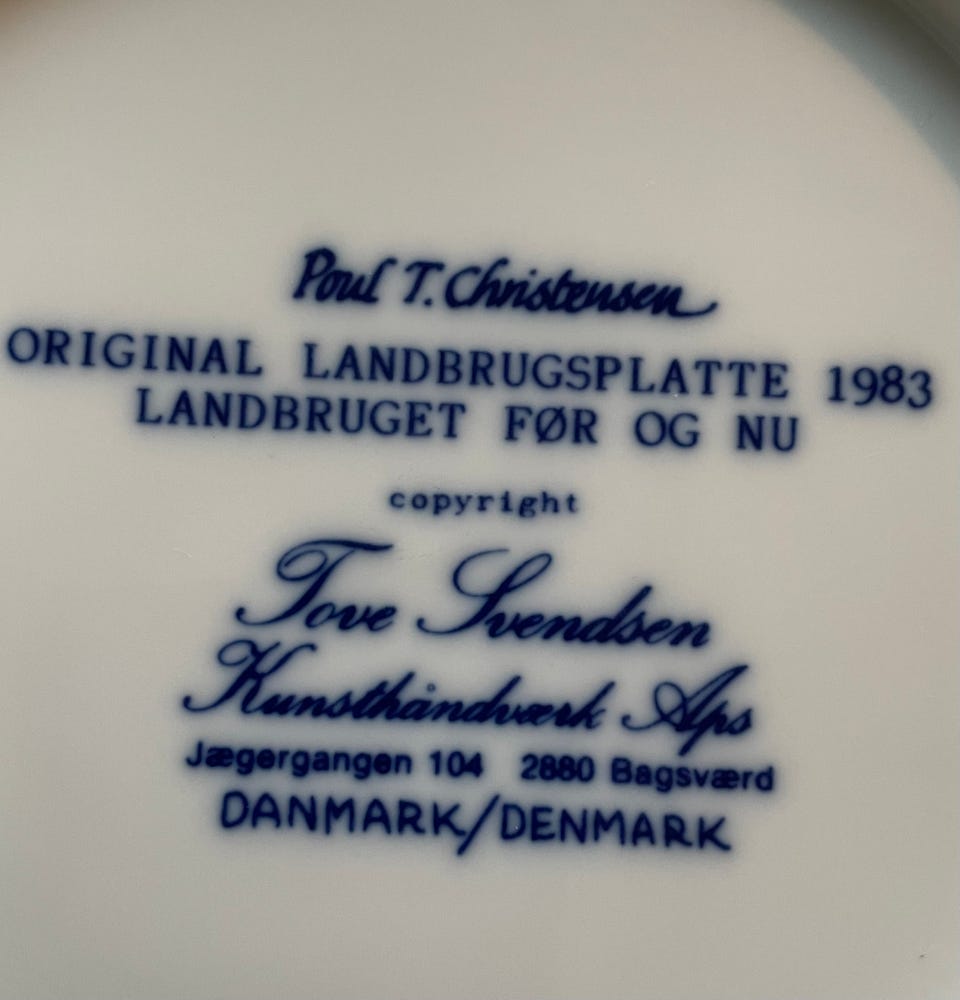 Poul T. Christensen
ORIGINAL LANDBRUGSPLATTE 1983
LANDBRUGET FØR OG NU
copyright
Tove Svendsen
Kunsthåndværk Aps
Jægergangen 104 2880 Bagsværd
DANMARK/DENMARK